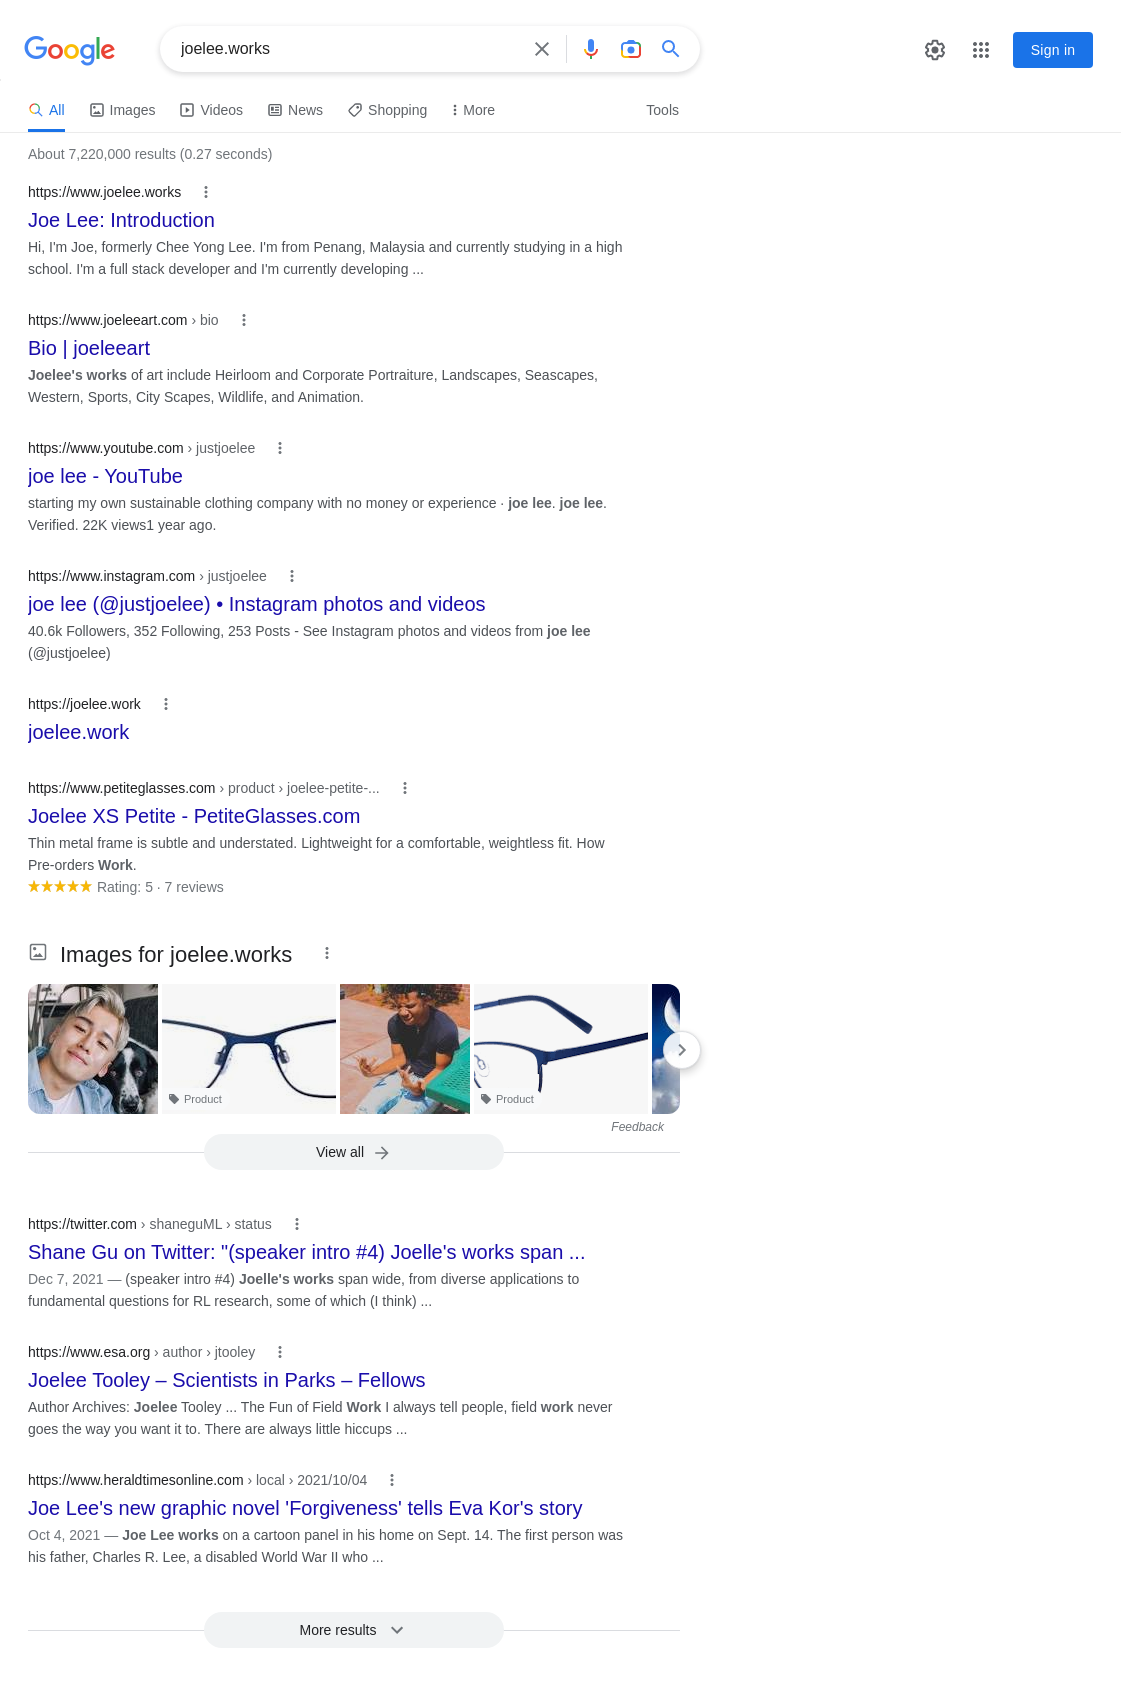 Google
joelee.works
Sign in
All
Images
Videos
News
Shopping
More
Tools
About 7,220,000 results (0.27 seconds)
https://www.joelee.works
Joe Lee: Introduction
Hi, I'm Joe, formerly Chee Yong Lee. I'm from Penang, Malaysia and currently studying in a high
school. I'm a full stack developer and I'm currently developing ...
https://www.joeleeart.com › bio
Bio | joeleeart
Joelee's works of art include Heirloom and Corporate Portraiture, Landscapes, Seascapes,
Western, Sports, City Scapes, Wildlife, and Animation.
https://www.youtube.com › justjoelee
joe lee - YouTube
starting my own sustainable clothing company with no money or experience · joe lee. joe lee.
Verified. 22K views1 year ago.
https://www.instagram.com › justjoelee
joe lee (@justjoelee) • Instagram photos and videos
40.6k Followers, 352 Following, 253 Posts - See Instagram photos and videos from joe lee
(@justjoelee)
https://joelee.work
joelee.work
https://www.petiteglasses.com › product › joelee-petite-...
Joelee XS Petite - PetiteGlasses.com
Thin metal frame is subtle and understated. Lightweight for a comfortable, weightless fit. How
Pre-orders Work.
Rating: 5 · 7 reviews
Images for joelee.works
Product
Product
Feedback
View all
https://twitter.com › shaneguML › status
Shane Gu on Twitter: "(speaker intro #4) Joelle's works span ...
Dec 7, 2021 — (speaker intro #4) Joelle's works span wide, from diverse applications to
fundamental questions for RL research, some of which (I think) ...
https://www.esa.org › author › jtooley
Joelee Tooley – Scientists in Parks – Fellows
Author Archives: Joelee Tooley ... The Fun of Field Work I always tell people, field work never
goes the way you want it to. There are always little hiccups ...
https://www.heraldtimesonline.com › local › 2021/10/04
Joe Lee's new graphic novel 'Forgiveness' tells Eva Kor's story
Oct 4, 2021 — Joe Lee works on a cartoon panel in his home on Sept. 14. The first person was
his father, Charles R. Lee, a disabled World War II who ...
More results